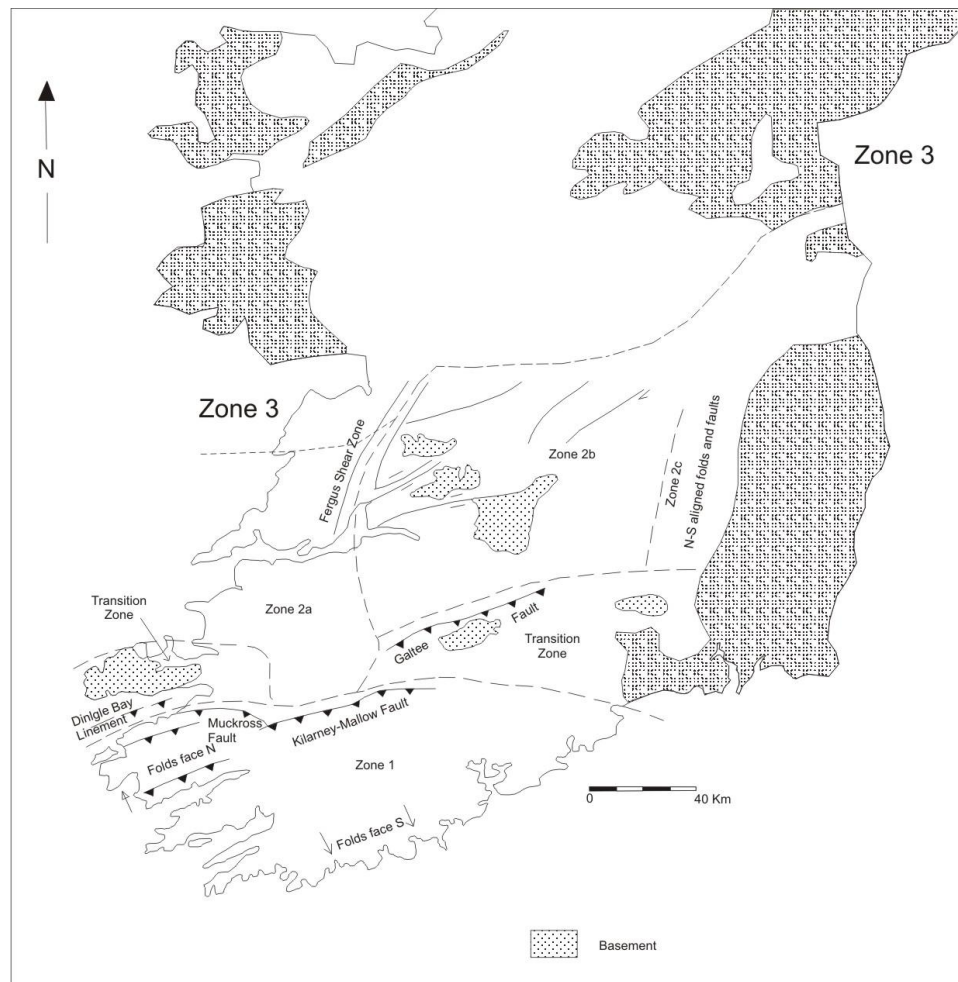 N
Zone 3
Zone 3
Fergus Shear Zone
Zone 2b
Zone 2c
N-S aligned folds and faults
Transition
Zone
Zone 2a
Galtee
Fault
Transition
Zone
Dinlgle Bay
Linement
Muckross
Fault
Kilarney-Mallow Fault
Folds face N
Zone 1
0
40 Km
Folds face S
Basement